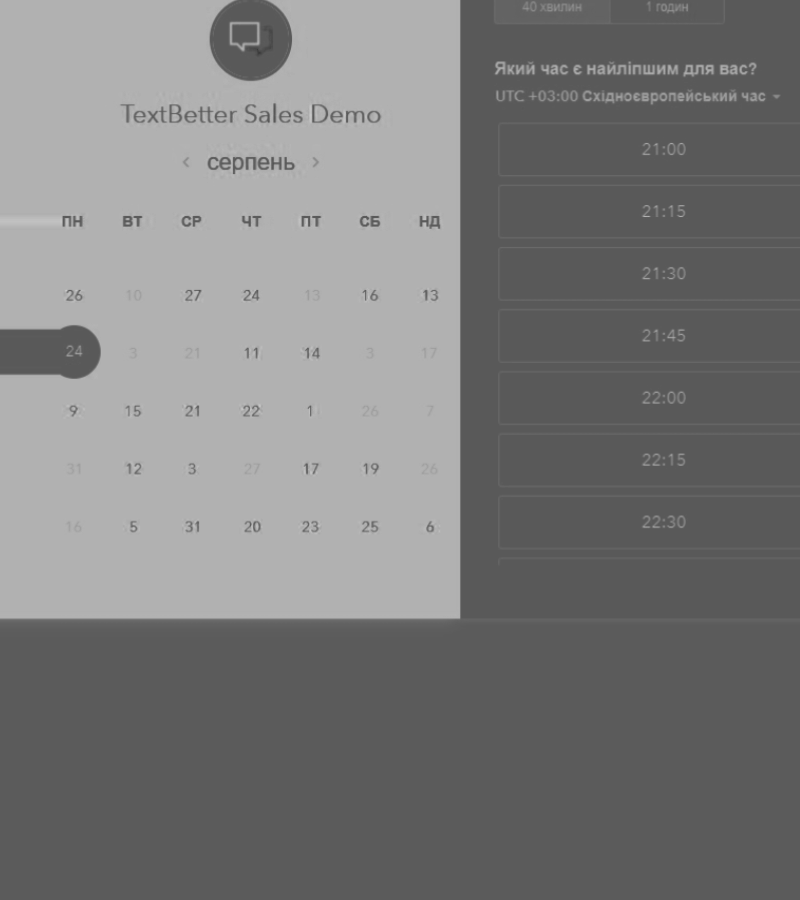 TextBetter Sales Demo
‹ серпень ›
ПН ВТ СР ЧТ ПТ СБ НД
26 10 27 24 13 16 13
24 3 21 11 14 3 17
9 15 21 22 1 26 7
31 12 3 27 17 19 26
16 5 31 20 23 25 6
40 хвилин 1 годин
Який час є найліпшим для вас?
UTC +03:00 Східноєвропейський час
21:00
21:15
21:30
21:45
22:00
22:15
22:30